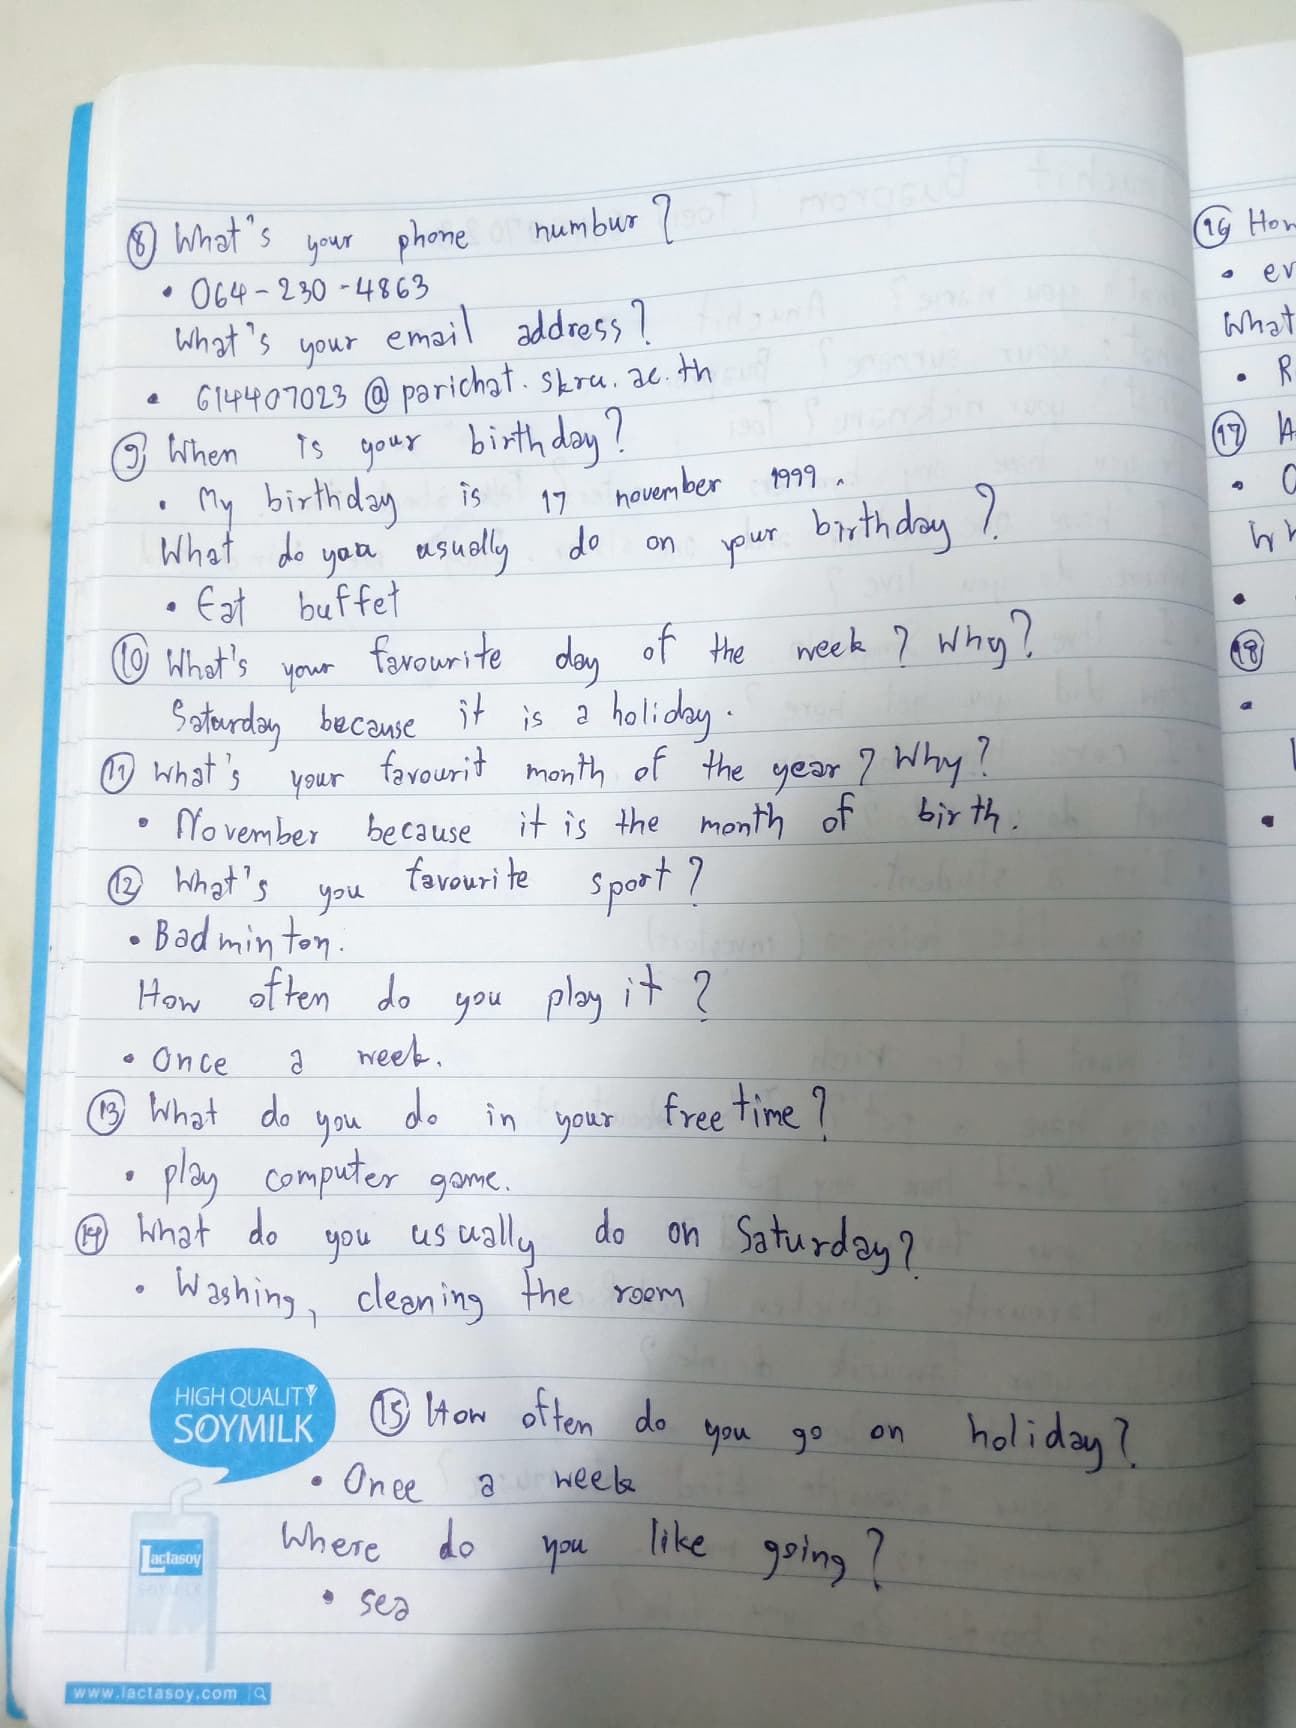 ⑧ What's your phone numbur?
• 064-230-4863
What's your email address?
• 614407023@parichat.skru.ac.th
⑨ When is your birthday?
• My birthday is 17 november 1999.
What do you usually do on your birthday?
• Eat buffet
⑩ What's your favourite day of the week? Why?
Saturday because it is a holiday.
⑪ What's your favourit month of the year? Why?
• November because it is the month of birth.
⑫ What's you favourite sport?
• Badminton.
How often do you play it?
• Once a week.
⑬ What do you do in your free time?
• play computer game.
⑭ What do you usually do on Saturday?
• Washing, cleaning the room
HIGH QUALITY
SOYMILK
⑮ How often do you go on holiday?
• Once a week
Where do you like going?
• sea
Lactasoy
www.lactasoy.com
⑯ How
• ev
What
• R
⑰
⑱